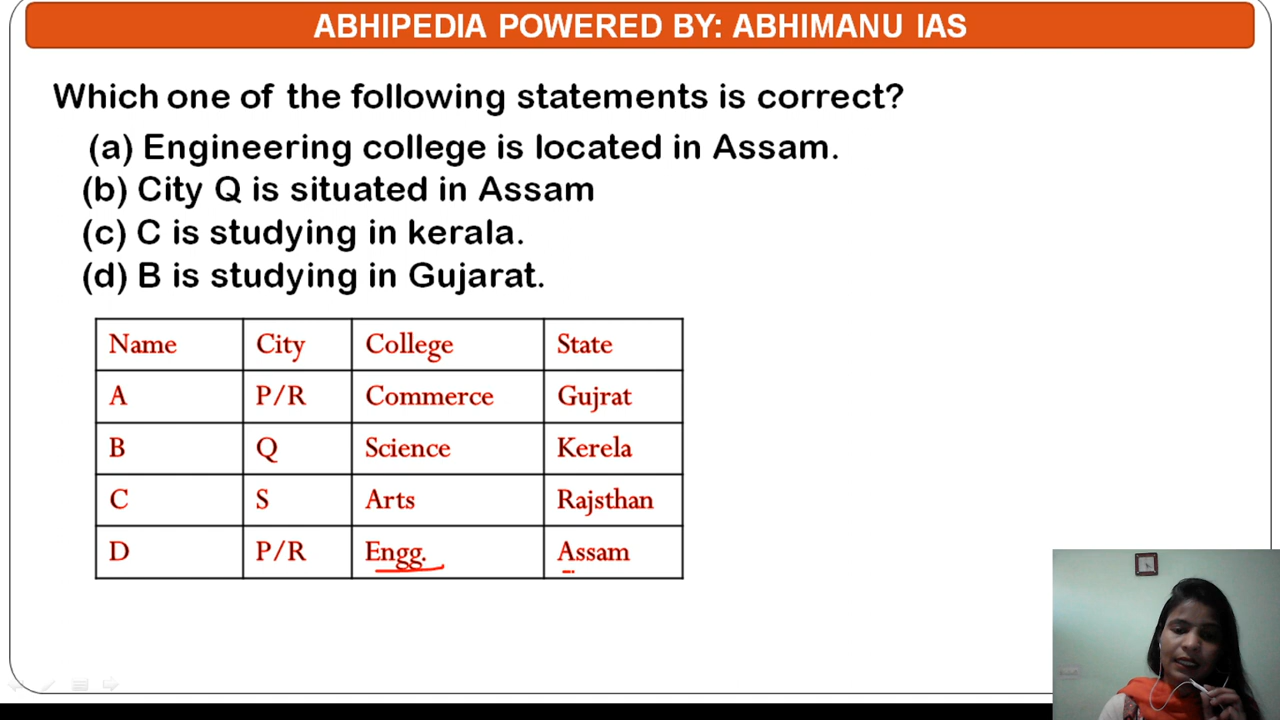 ABHIPEDIA POWERED BY: ABHIMANU IAS
Which one of the following statements is correct?
(a) Engineering college is located in Assam.
(b) City Q is situated in Assam
(c) C is studying in kerala.
(d) B is studying in Gujarat.
Name City College State
A P/R Commerce Gujrat
B Q Science Kerela
C S Arts Rajsthan
D P/R Engg. Assam